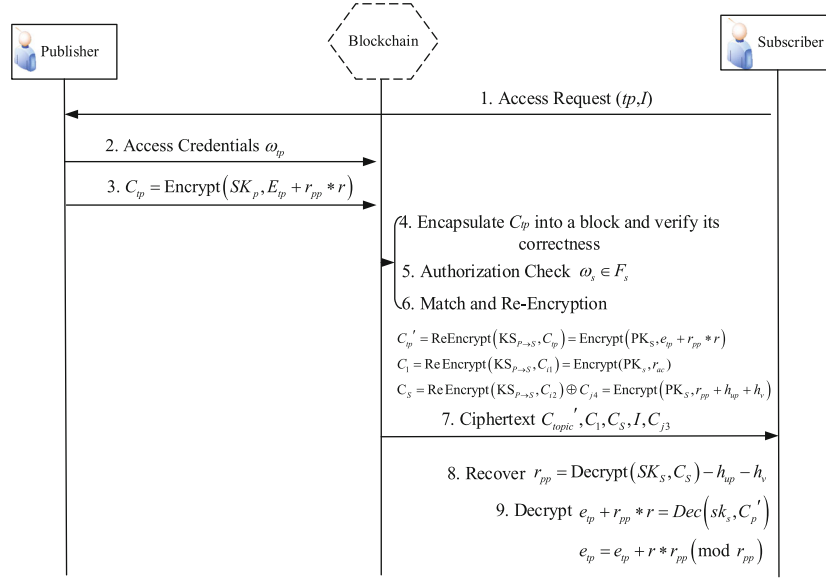 Publisher
Blockchain
Subscriber
1. Access Request (tp,I)
2. Access Credentials ω_tp
3. C_tp = Encrypt(SK_p, E_tp + r_pp * r)
4. Encapsulate C_tp into a block and verify its
correctness
5. Authorization Check ω_s ∈ F_s
6. Match and Re-Encryption
C_tp′ = ReEncrypt(KS_P→S, C_tp) = Encrypt(PK_S, e_tp + r_pp * r)
C_1 = Re Encrypt(KS_P→S, C_i1) = Encrypt(PK_s, r_ac)
C_S = Re Encrypt(KS_P→S, C_i2) ⊕ C_j4 = Encrypt(PK_S, r_pp + h_up + h_v)
7. Ciphertext C_topic′, C_1, C_S, I, C_j3
8. Recover r_pp = Decrypt(SK_S, C_S) − h_up − h_v
9. Decrypt e_tp + r_pp * r = Dec(sk_s, C_p′)
e_tp = e_tp + r * r_pp (mod r_pp)